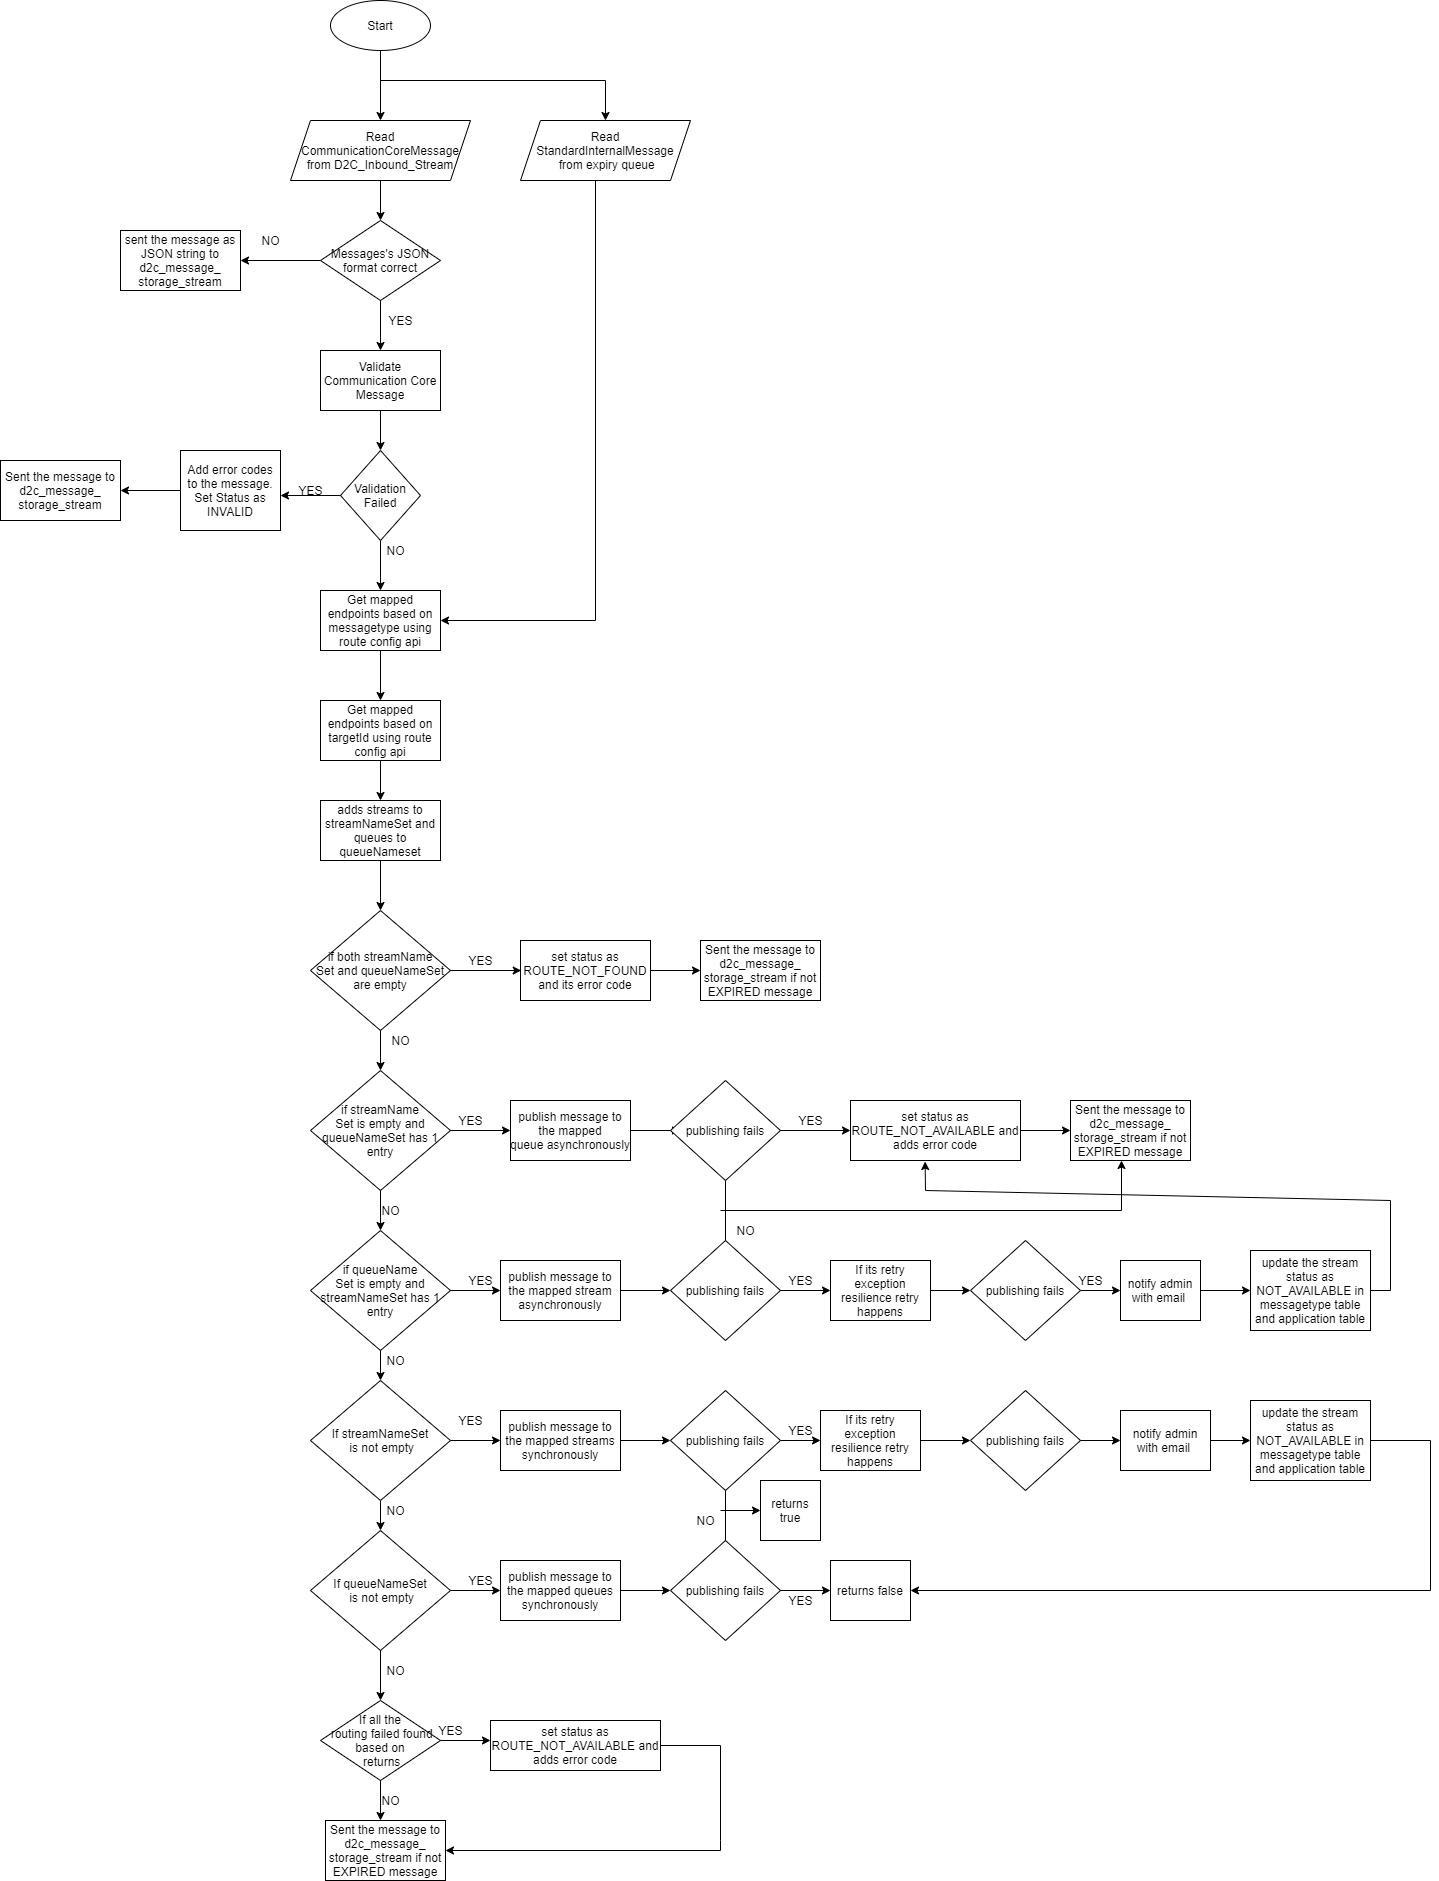 Start
Read
CommunicationCoreMessage
from D2C_Inbound_Stream
Read
StandardInternalMessage
from expiry queue
sent the message as
JSON string to
d2c_message_
storage_stream
NO
Messages's JSON
format correct
YES
Validate
Communication Core
Message
Sent the message to
d2c_message_
storage_stream
Add error codes
to the message.
Set Status as
INVALID
YES
Validation
Failed
NO
Get mapped
endpoints based on
messagetype using
route config api
Get mapped
endpoints based on
targetId using route
config api
adds streams to
streamNameSet and
queues to
queueNameset
if both streamName
Set and queueNameSet
are empty
YES
set status as
ROUTE_NOT_FOUND
and its error code
Sent the message to
d2c_message_
storage_stream if not
EXPIRED message
NO
if streamName
Set is empty and
queueNameSet has 1
entry
YES
publish message to
the mapped
queue asynchronously
publishing fails
YES
set status as
ROUTE_NOT_AVAILABLE and
adds error code
Sent the message to
d2c_message_
storage_stream if not
EXPIRED message
NO
NO
if queueName
Set is empty and
streamNameSet has 1
entry
YES
publish message to
the mapped stream
asynchronously
publishing fails
YES
If its retry
exception
resilience retry
happens
publishing fails
YES
notify admin
with email
update the stream
status as
NOT_AVAILABLE in
messagetype table
and application table
NO
If streamNameSet
is not empty
YES
publish message to
the mapped streams
synchronously
publishing fails
YES
If its retry
exception
resilience retry
happens
publishing fails
notify admin
with email
update the stream
status as
NOT_AVAILABLE in
messagetype table
and application table
NO
NO
returns
true
If queueNameSet
is not empty
YES
publish message to
the mapped queues
synchronously
publishing fails
YES
returns false
NO
If all the
routing failed found
based on
returns
YES
set status as
ROUTE_NOT_AVAILABLE and
adds error code
NO
Sent the message to
d2c_message_
storage_stream if not
EXPIRED message